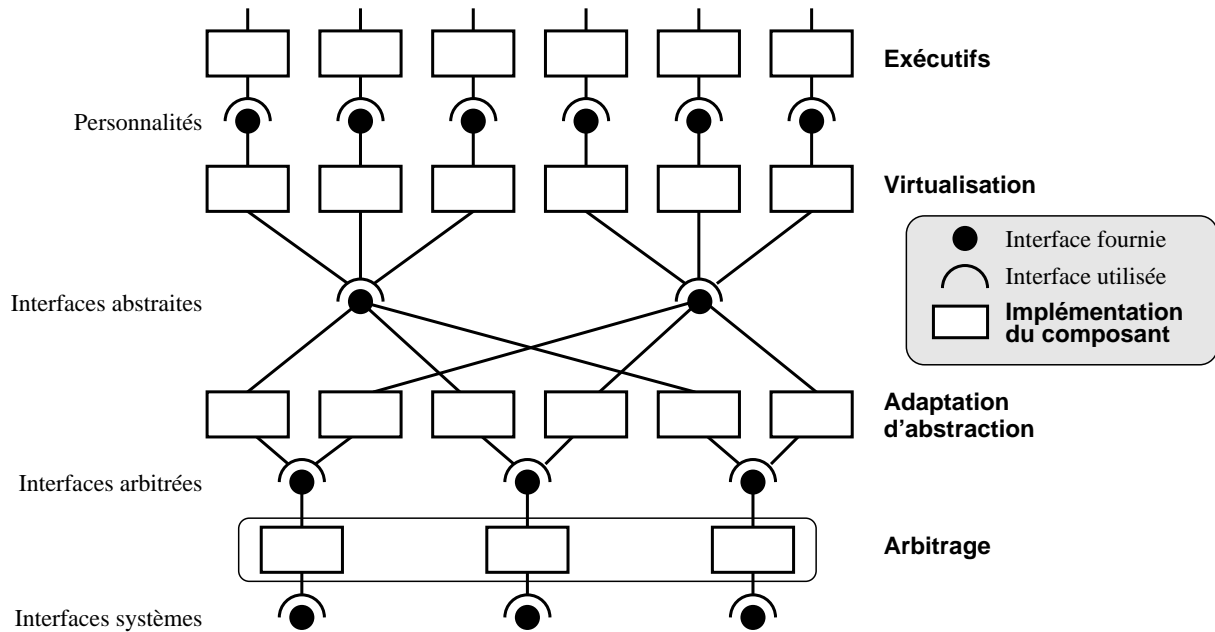 Exécutifs
Personnalités
Virtualisation
Interface fournie
Interface utilisée
Implémentation
du composant
Interfaces abstraites
Adaptation
d'abstraction
Interfaces arbitrées
Arbitrage
Interfaces systèmes